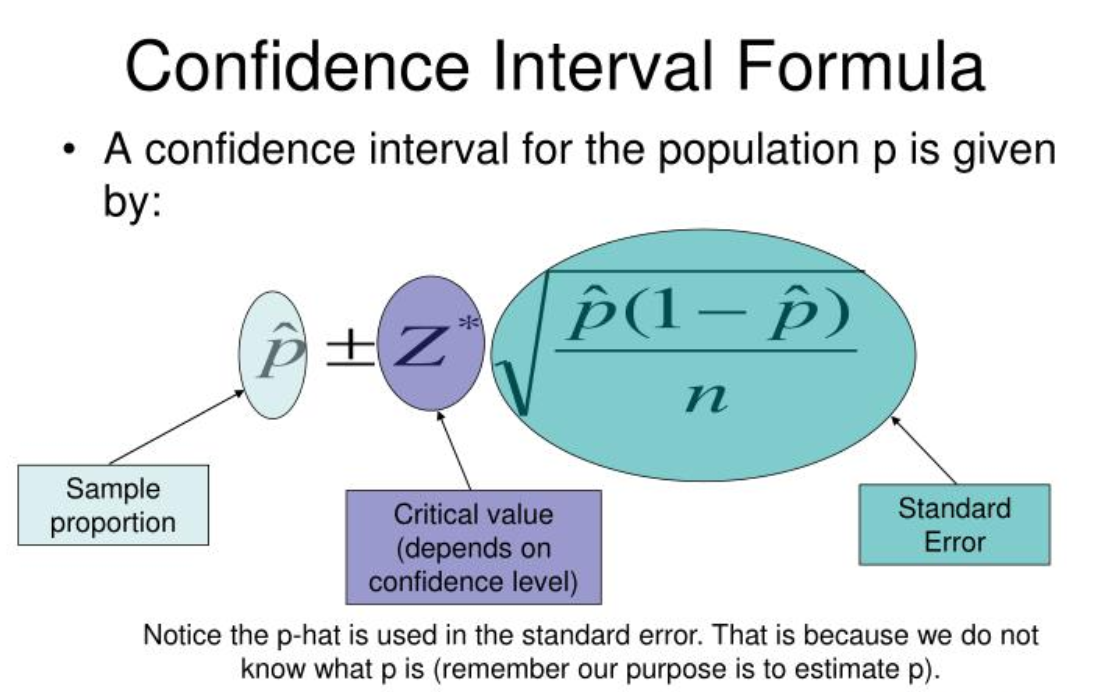 Confidence Interval Formula
• A confidence interval for the population p is given
by:
p̂ ± Z* √(p̂(1 − p̂) / n)
Sample
proportion
Critical value
(depends on
confidence level)
Standard
Error
Notice the p-hat is used in the standard error. That is because we do not
know what p is (remember our purpose is to estimate p).